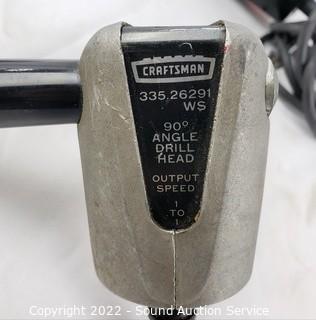 CRAFTSMAN
335.26291
WS
90°
ANGLE
DRILL
HEAD
OUTPUT
SPEED
1
TO
1
Copyright 2022 - Sound Auction Service